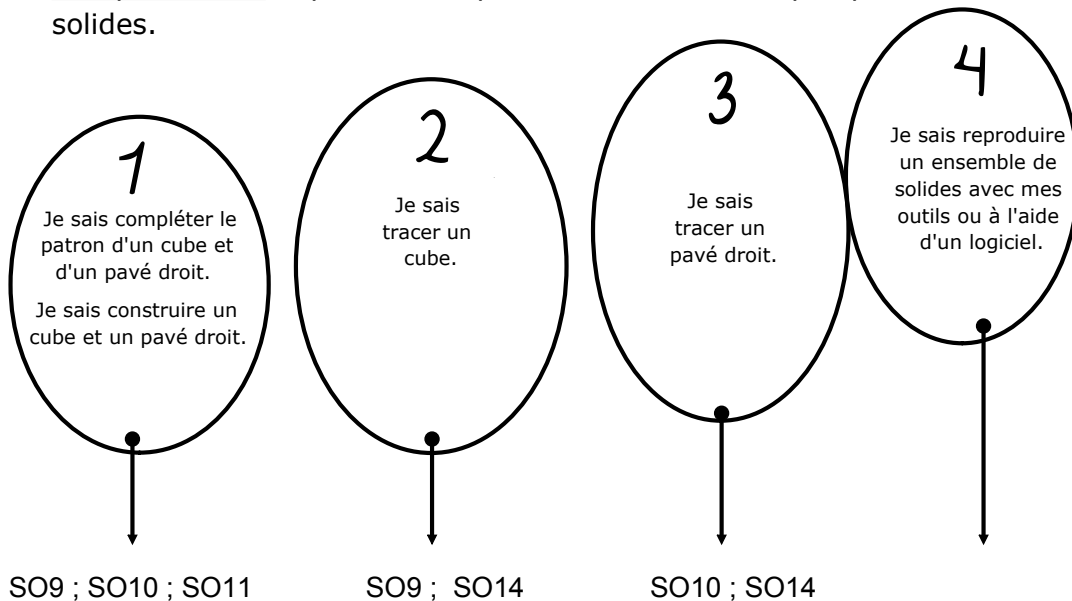 solides.
1
Je sais compléter le
patron d'un cube et
d'un pavé droit.
Je sais construire un
cube et un pavé droit.
2
Je sais
tracer un
cube.
3
Je sais
tracer un
pavé droit.
4
Je sais reproduire
un ensemble de
solides avec mes
outils ou à l'aide
d'un logiciel.
SO9 ; SO10 ; SO11
SO9 ; SO14
SO10 ; SO14